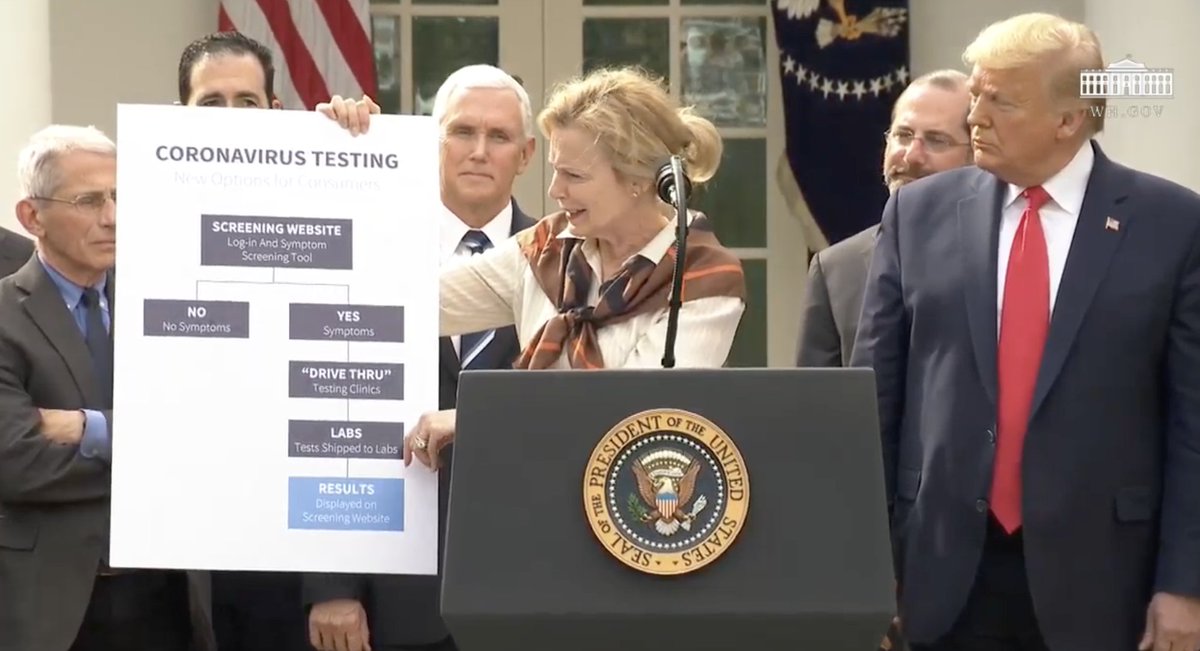 WH.GOV
CORONAVIRUS TESTING
New Options for Consumers
SCREENING WEBSITE
Log-in And Symptom
Screening Tool
NO
No Symptoms
YES
Symptoms
"DRIVE THRU"
Testing Clinics
LABS
Tests Shipped to Labs
RESULTS
Displayed on
Screening Website
SEAL OF THE PRESIDENT OF THE UNITED STATES